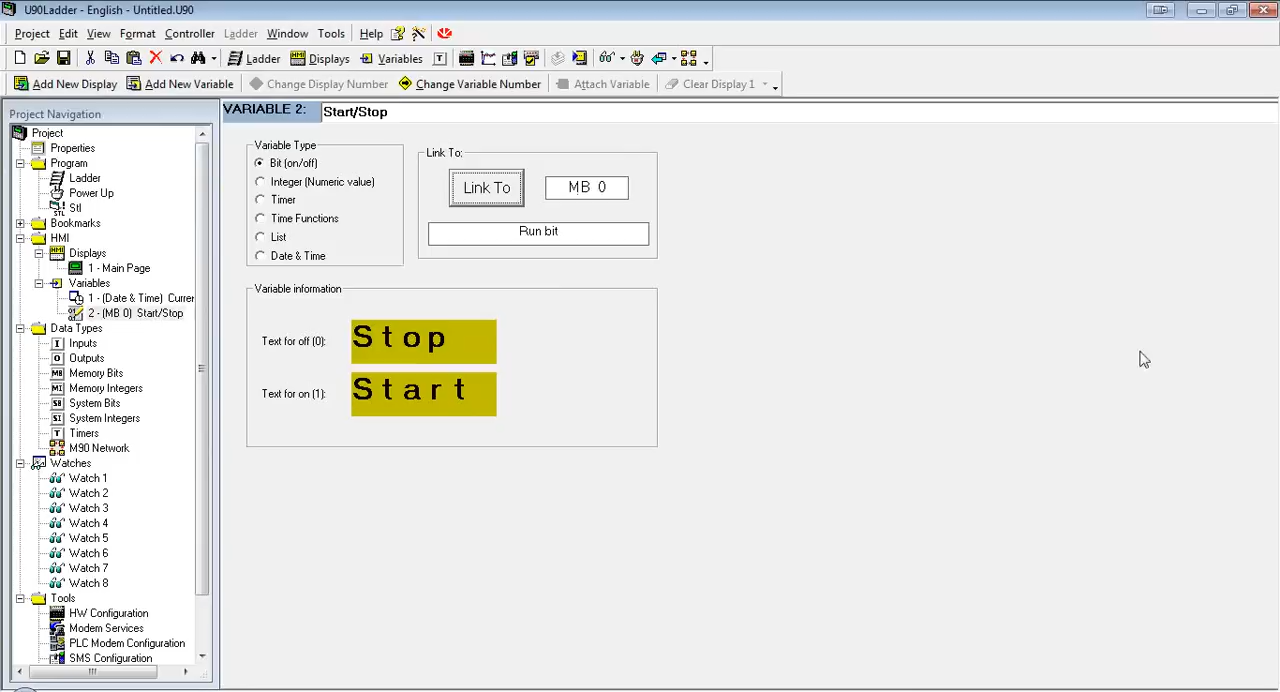 U90Ladder - English - Untitled.U90
Project Edit View Format Controller Ladder Window Tools Help
Ladder Displays Variables T
Add New Display Add New Variable Change Display Number Change Variable Number Attach Variable Clear Display 1
Project Navigation
Project
Properties
Program
Ladder
Power Up
Stl
Bookmarks
HMI
Displays
1 - Main Page
Variables
1 - (Date & Time) Currer
2 - (MB 0) Start/Stop
Data Types
I Inputs
O Outputs
MB Memory Bits
MI Memory Integers
SB System Bits
SI System Integers
T Timers
M90 Network
Watches
Watch 1
Watch 2
Watch 3
Watch 4
Watch 5
Watch 6
Watch 7
Watch 8
Tools
HW Configuration
Modem Services
PLC Modem Configuration
SMS Configuration
VARIABLE 2: Start/Stop
Variable Type
Bit (on/off)
Integer (Numeric value)
Timer
Time Functions
List
Date & Time
Link To:
Link To MB 0
Run bit
Variable information
Text for off (0): Stop
Text for on (1): Start